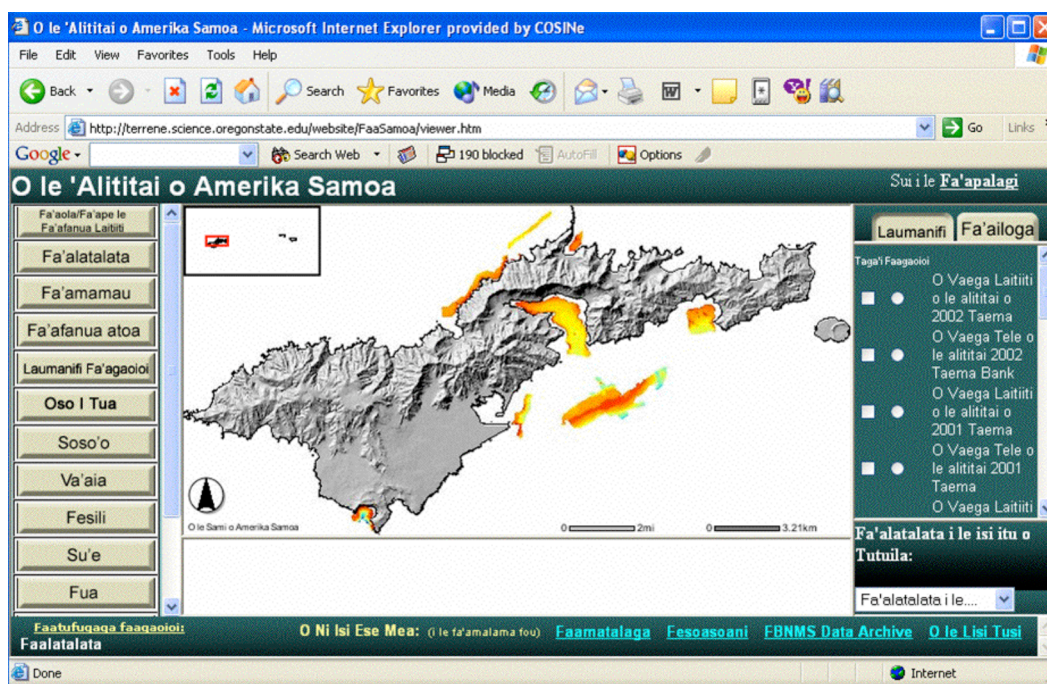 O le 'Alititai o Amerika Samoa - Microsoft Internet Explorer provided by COSINe
File Edit View Favorites Tools Help
Back Search Favorites Media
Address http://terrene.science.oregonstate.edu/website/FaaSamoa/viewer.htm Go Links
Google Search Web 190 blocked AutoFill Options
O le 'Alititai o Amerika Samoa
Sui i le Fa'apalagi
Fa'aola/Fa'ape le
Fa'afanua Laititi
Fa'alatalata
Fa'amamau
Fa'afanua atoa
Laumanifi Fa'agaoioi
Oso I Tua
Soso'o
Va'aia
Fesili
Su'e
Fua
O le Sami o Amerika Samoa
0 2mi 0 3.21km
Laumanifi Fa'ailoga
Taga'i Faagaoioi
O Vaega Laitiiti
o le alititai o
2002 Taema
O Vaega Tele o
le alititai 2002
Taema Bank
O Vaega Laitiiti
o le alititai o
2001 Taema
O Vaega Tele o
le alititai 2001
Taema
O Vaega Laitiiti
Fa'alatalata i le isi itu o
Tutuila:
Fa'alatalata i le....
Faatufugaga faagaoioi:
Faalatalata
O Ni Isi Ese Mea: (i le fa'amalama fou) Faamatalaga Fesoasoani FBNMS Data Archive O le Lisi Tusi
Done Internet